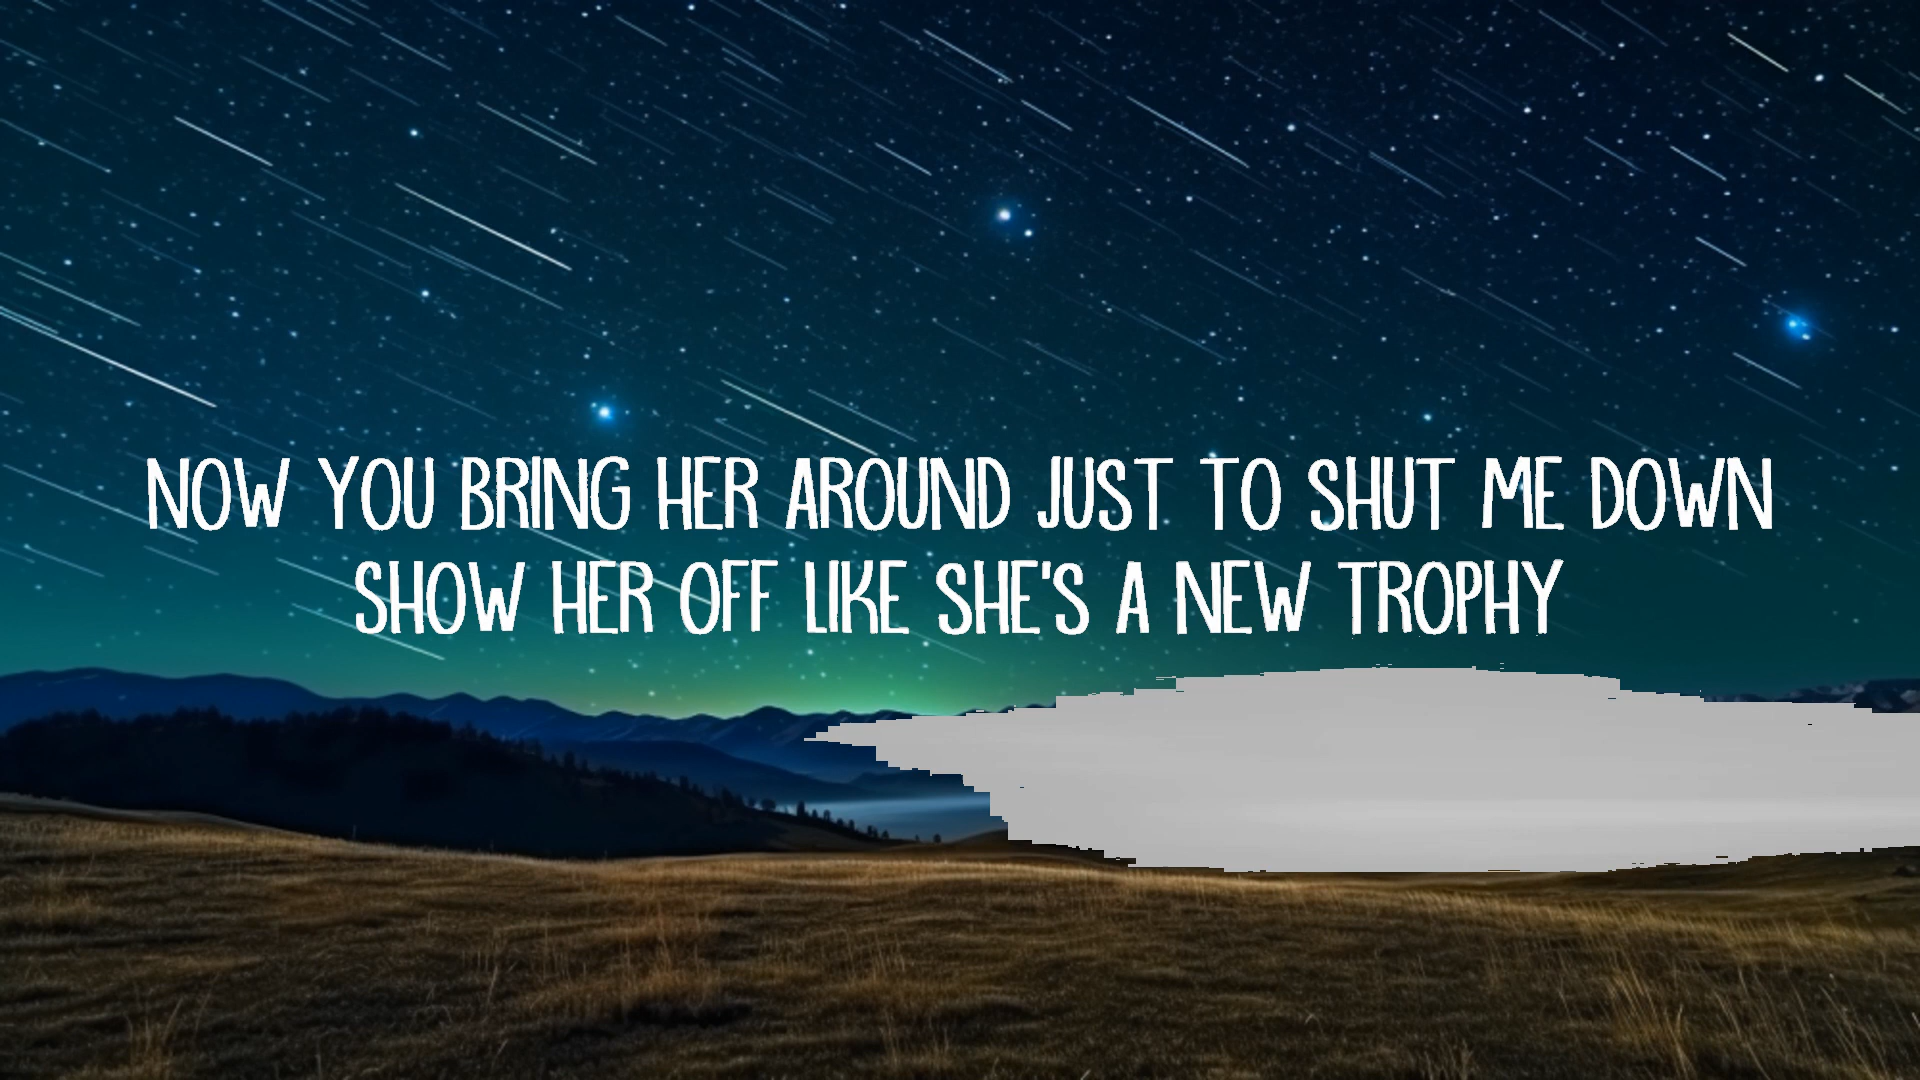 NOW YOU BRING HER AROUND JUST TO SHUT ME DOWN
SHOW HER OFF LIKE SHE'S A NEW TROPHY